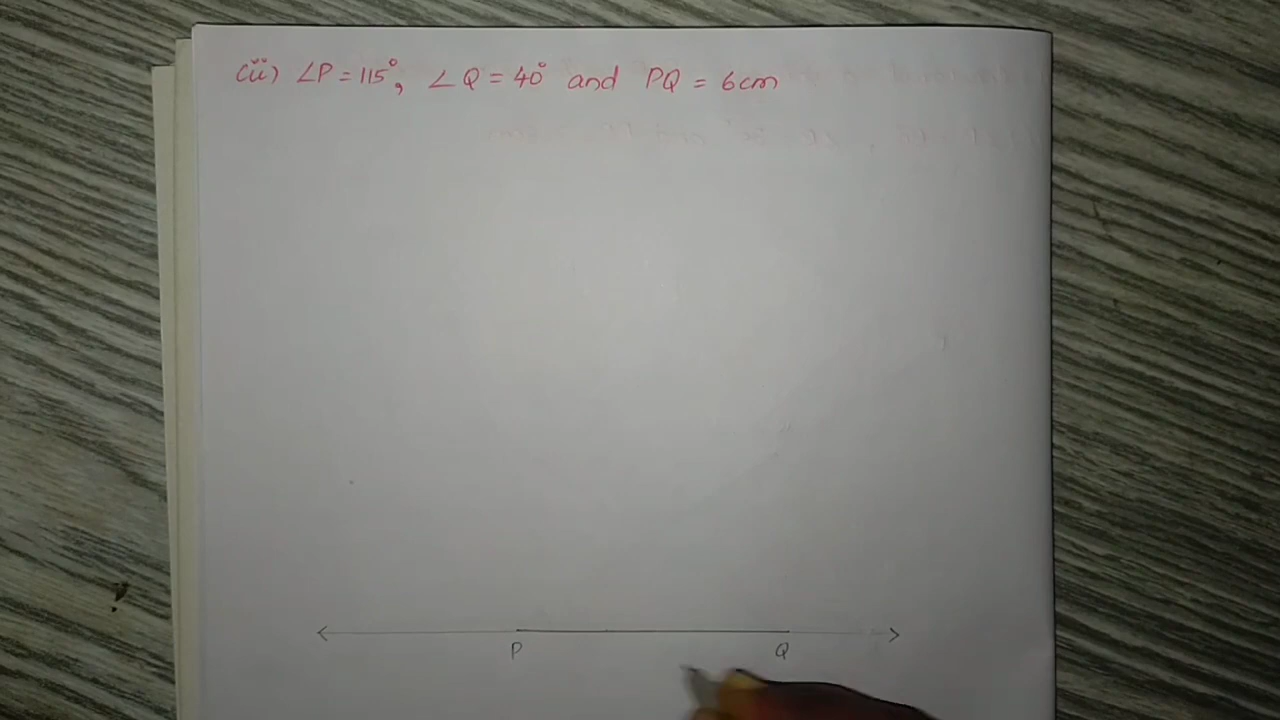 (ii) ∠P = 115°, ∠Q = 40° and PQ = 6cm
P Q